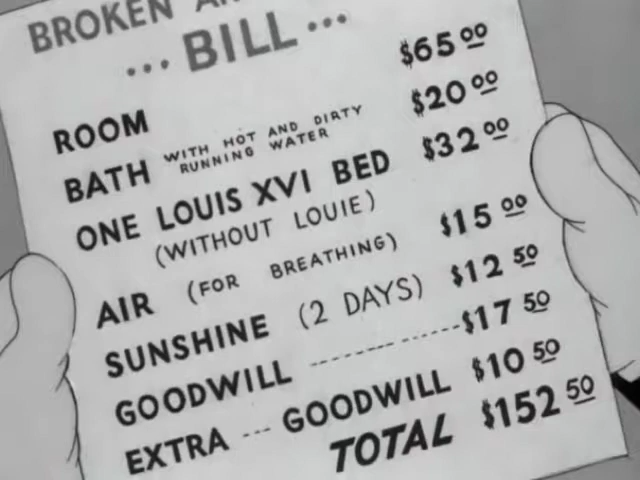 BROKEN
... BILL ...
ROOM $65 00
BATH WITH HOT AND DIRTY RUNNING WATER $20 00
ONE LOUIS XVI BED $32 00
(WITHOUT LOUIE)
AIR (FOR BREATHING) $15 00
SUNSHINE (2 DAYS) $12 50
GOODWILL ---------------$17 50
EXTRA --- GOODWILL $10 50
TOTAL $152 50